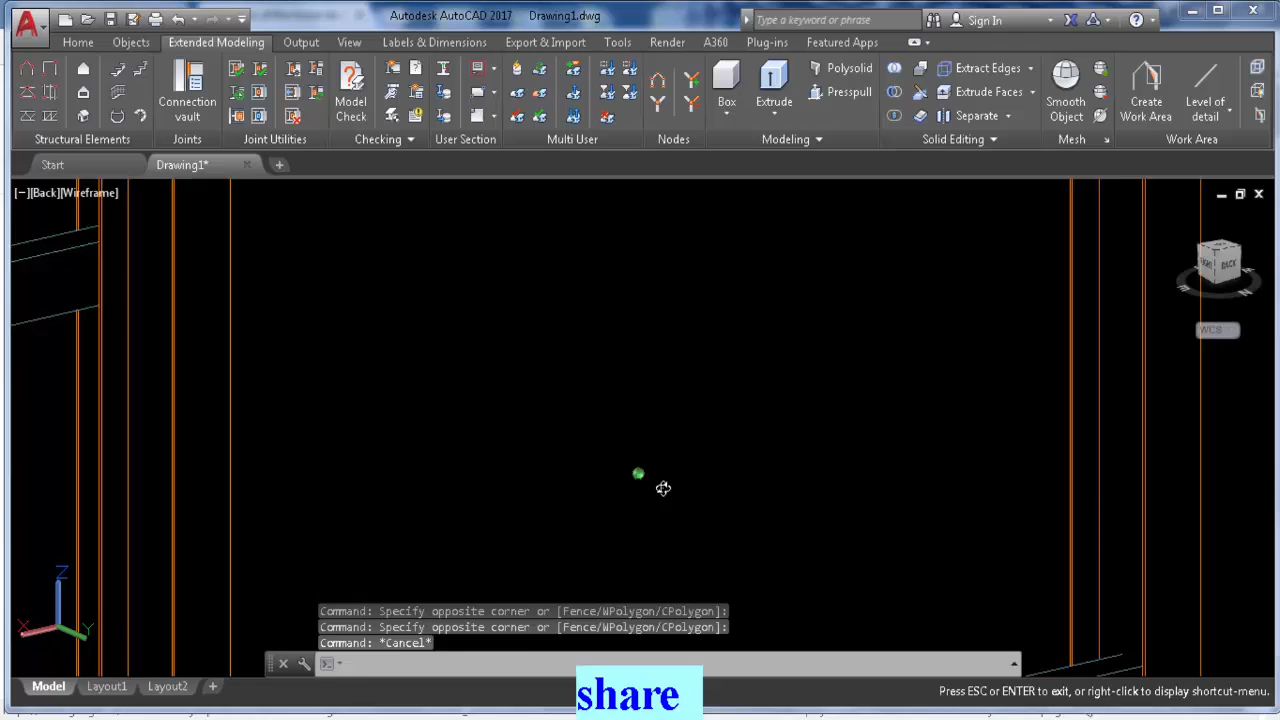 Autodesk AutoCAD 2017 Drawing1.dwg
Type a keyword or phrase
Sign In
Home Objects Extended Modeling Output View Labels & Dimensions Export & Import Tools Render A360 Plug-ins Featured Apps
Connection vault
Model Check
Box
Extrude
Polysolid
Presspull
Extract Edges
Extrude Faces
Separate
Smooth Object
Create Work Area
Level of detail
Structural Elements Joints Joint Utilities Checking User Section Multi User Nodes Modeling Solid Editing Mesh Work Area
Start Drawing1*
[−][Back][Wireframe]
BACK
WCS
Z
X Y
Command: Specify opposite corner or [Fence/WPolygon/CPolygon]:
Command: Specify opposite corner or [Fence/WPolygon/CPolygon]:
Command: *Cancel*
Model Layout1 Layout2
Press ESC or ENTER to exit, or right-click to display shortcut-menu.
share